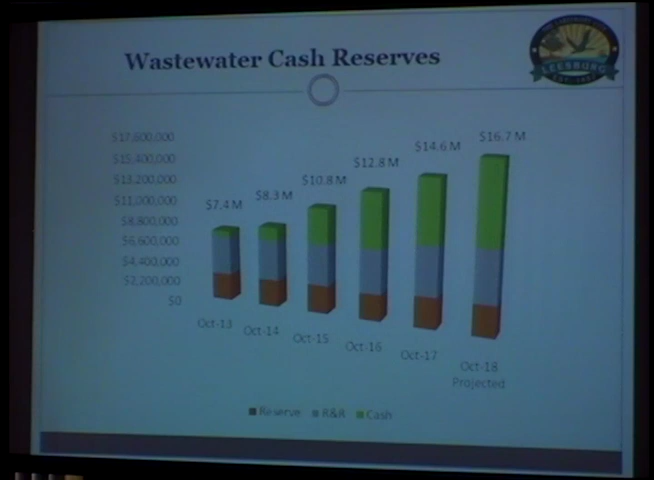 Wastewater Cash Reserves
LEESBURG
$17,600,000
$15,400,000
$13,200,000
$11,000,000
$8,800,000
$6,600,000
$4,400,000
$2,200,000
$0
$7.4 M
$8.3 M
$10.8 M
$12.8 M
$14.6 M
$16.7 M
Oct-13
Oct-14
Oct-15
Oct-16
Oct-17
Oct-18
Projected
Reserve R&R Cash